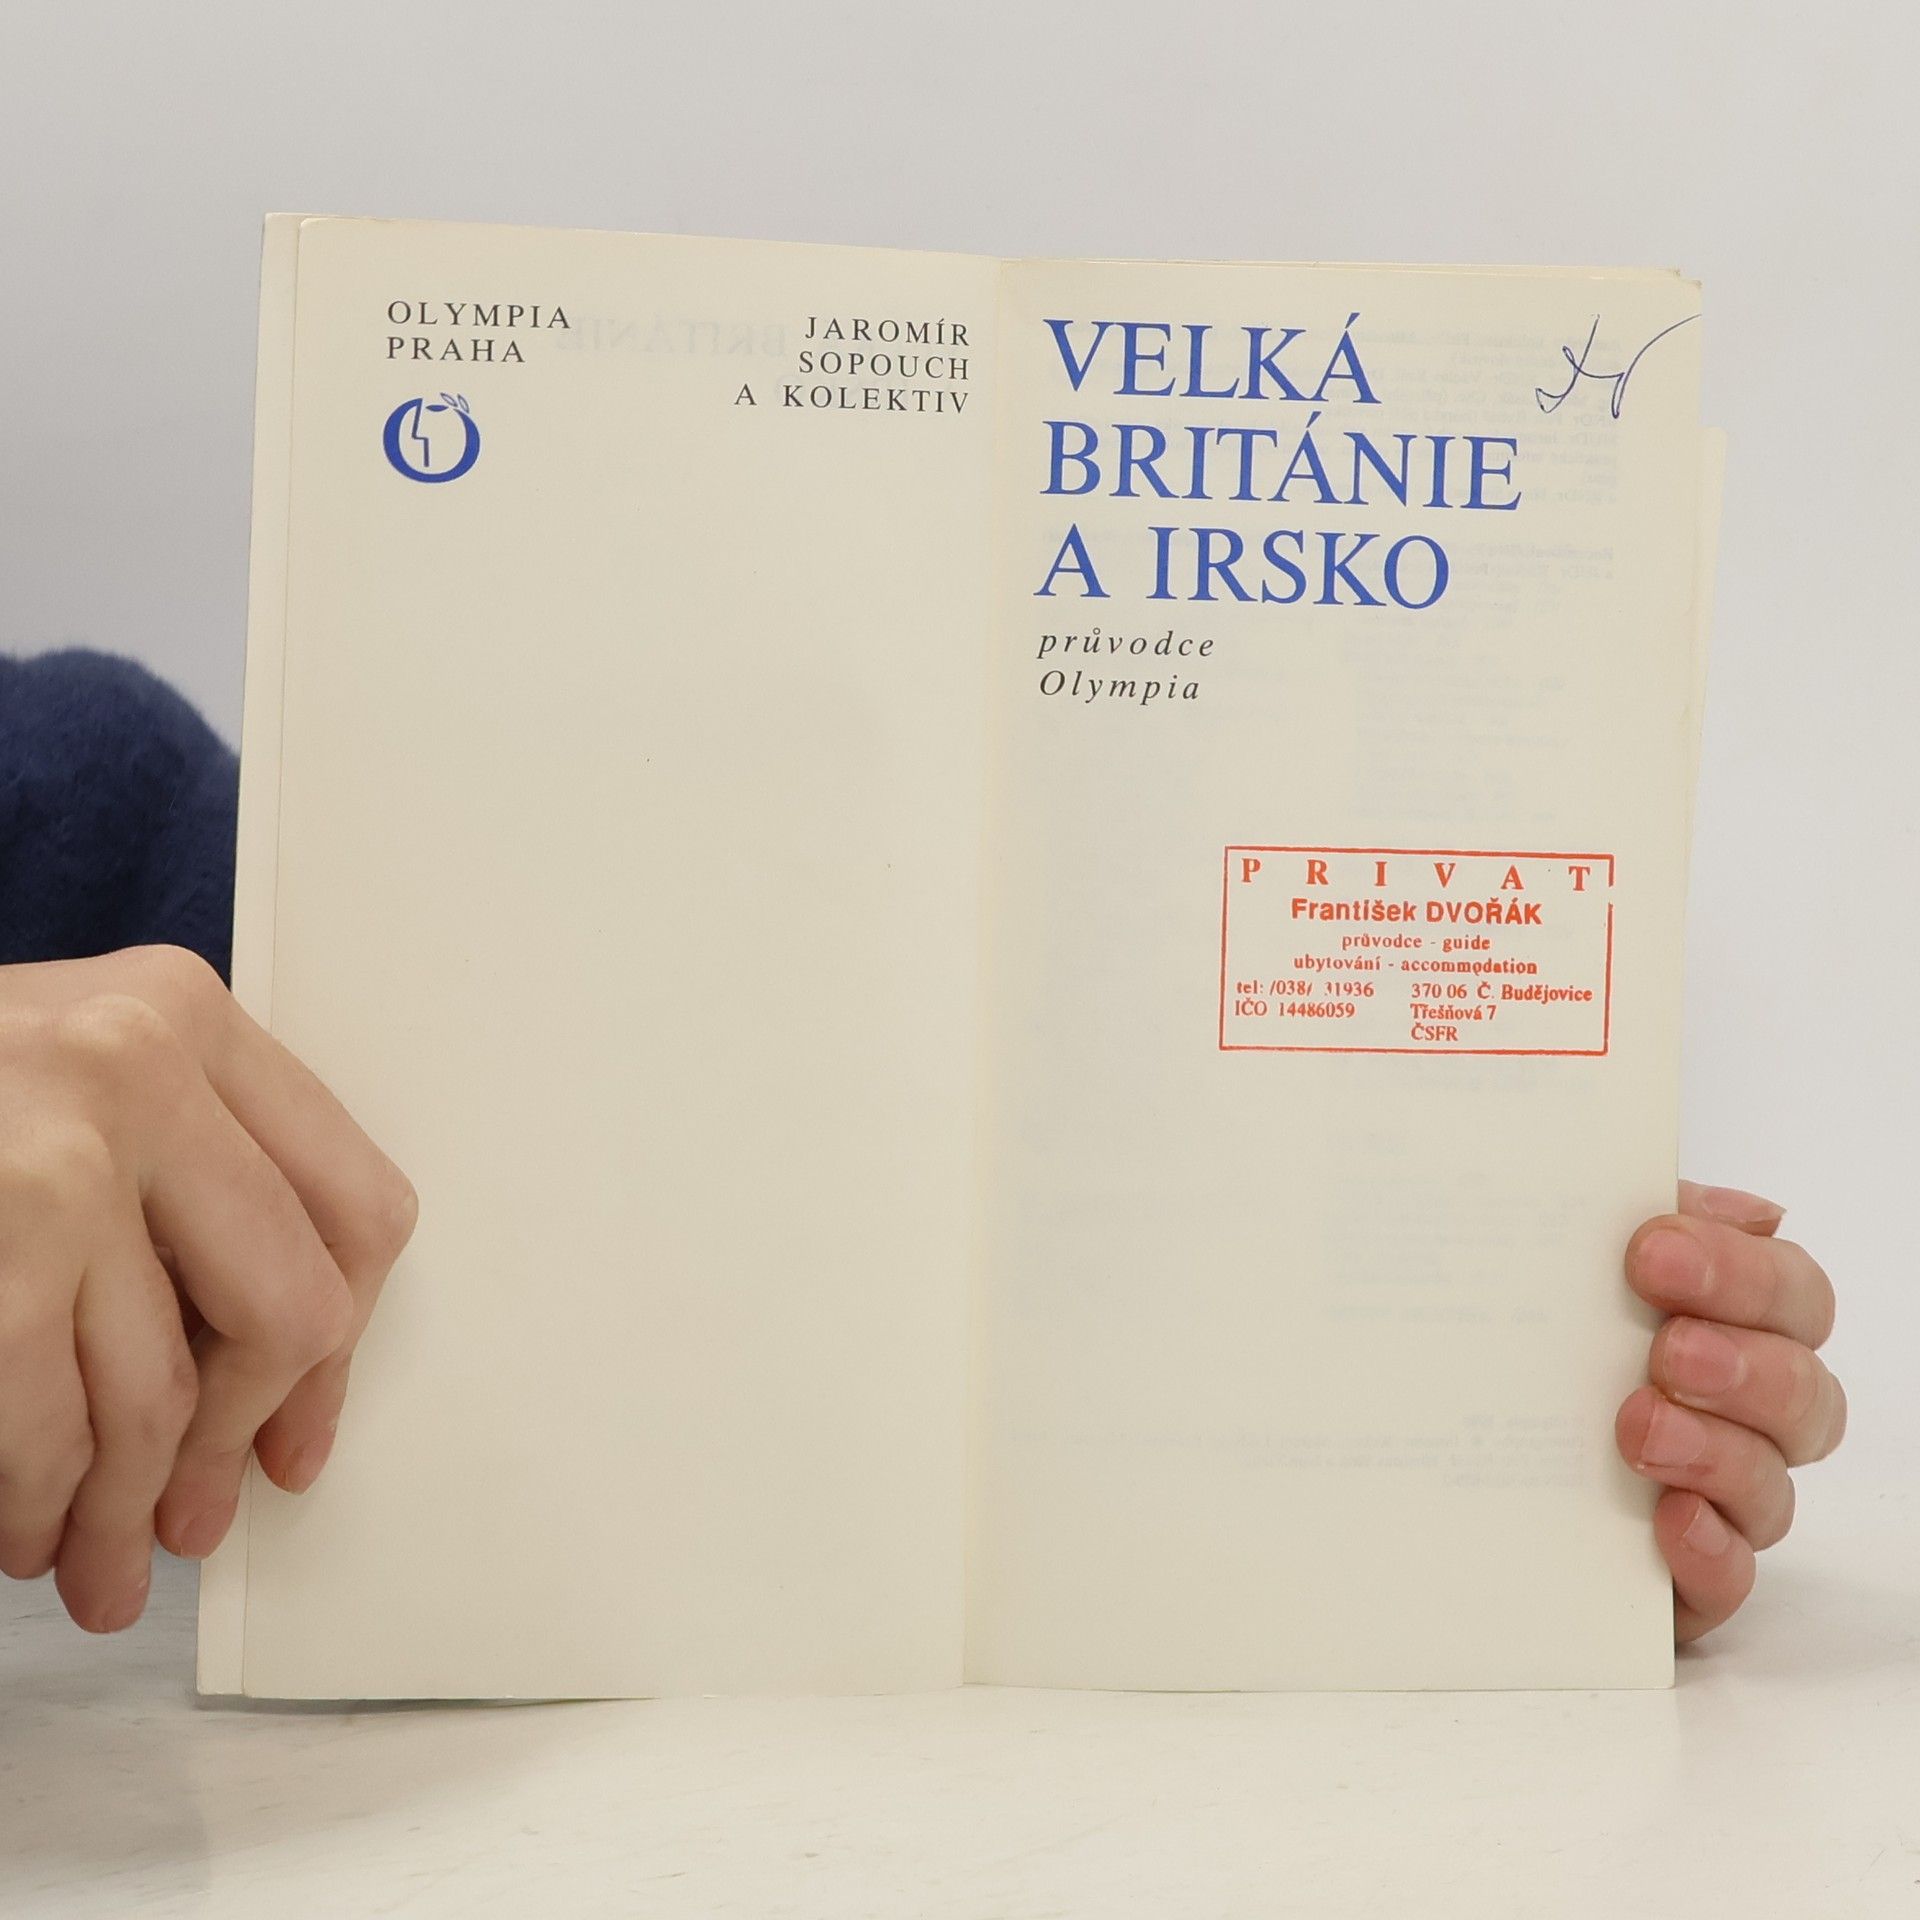 OLYMPIA
PRAHA
JAROMÍR
SOPOUCH
A KOLEKTIV
VELKÁ
BRITÁNIE
A IRSKO
průvodce
Olympia
PRIVAT
František DVOŘÁK
průvodce - guide
ubytování - accommodation
tel: /038/ 31936 370 06 Č. Budějovice
IČO 14486059 Třešňová 7
ČSFR